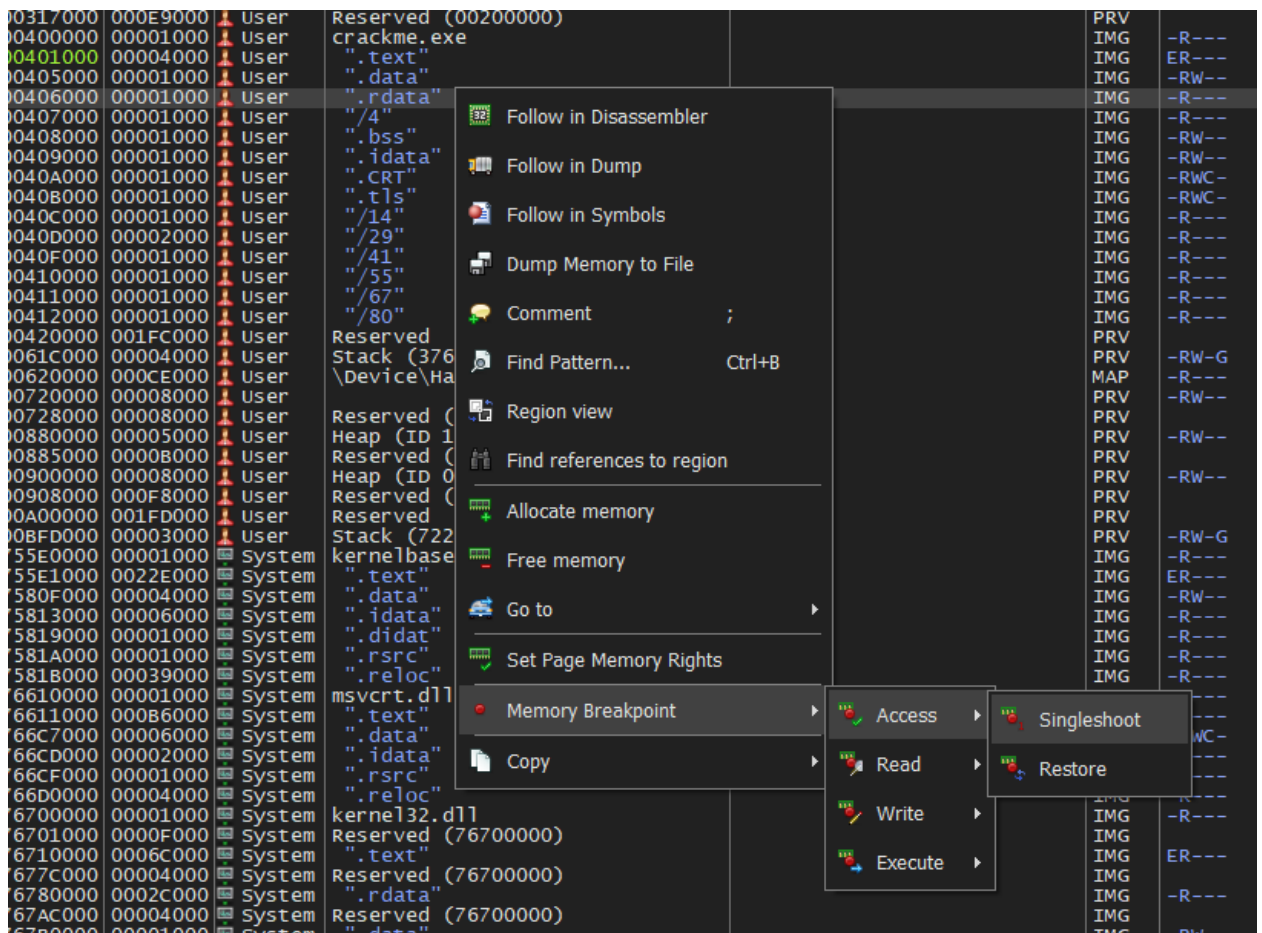 00317000 000E9000 User Reserved (00200000) PRV
00400000 00001000 User crackme.exe IMG -R---
00401000 00004000 User ".text" IMG ER---
00405000 00001000 User ".data" IMG -RW--
00406000 00001000 User ".rdata" IMG -R---
00407000 00001000 User "/4" IMG -R---
00408000 00001000 User ".bss" IMG -RW--
00409000 00001000 User ".idata" IMG -RW--
0040A000 00001000 User ".CRT" IMG -RWC-
0040B000 00001000 User ".tls" IMG -RWC-
0040C000 00001000 User "/14" IMG -R---
0040D000 00002000 User "/29" IMG -R---
0040F000 00001000 User "/41" IMG -R---
00410000 00001000 User "/55" IMG -R---
00411000 00001000 User "/67" IMG -R---
00412000 00001000 User "/80" IMG -R---
00420000 001FC000 User Reserved PRV
0061C000 00004000 User Stack (376 PRV -RW-G
00620000 000CE000 User \Device\Ha MAP -R---
00720000 00008000 User PRV -RW--
00728000 00008000 User Reserved ( PRV
00880000 00005000 User Heap (ID 1 PRV -RW--
00885000 0000B000 User Reserved ( PRV
00900000 00008000 User Heap (ID 0 PRV -RW--
00908000 000F8000 User Reserved ( PRV
00A00000 001FD000 User Reserved PRV
00BFD000 00003000 User Stack (722 PRV -RW-G
755E0000 00001000 System kernelbase IMG -R---
755E1000 0022E000 System ".text" IMG ER---
7580F000 00004000 System ".data" IMG -RW--
75813000 00006000 System ".idata" IMG -R---
75819000 00001000 System ".didat" IMG -R---
7581A000 00001000 System ".rsrc" IMG -R---
7581B000 00039000 System ".reloc" IMG -R---
76610000 00001000 System msvcrt.dll ---
76611000 000B6000 System ".text" ---
766C7000 00006000 System ".data" WC-
766CD000 00002000 System ".idata" ---
766CF000 00001000 System ".rsrc" ---
766D0000 00004000 System ".reloc" IMG -R---
76700000 00001000 System kernel32.dll IMG -R---
76701000 0000F000 System Reserved (76700000) IMG
76710000 0006C000 System ".text" IMG ER---
7677C000 00004000 System Reserved (76700000) IMG
76780000 0002C000 System ".rdata" IMG -R---
767AC000 00004000 System Reserved (76700000) IMG
Follow in Disassembler
Follow in Dump
Follow in Symbols
Dump Memory to File
Comment ;
Find Pattern... Ctrl+B
Region view
Find references to region
Allocate memory
Free memory
Go to
Set Page Memory Rights
Memory Breakpoint
Copy
Access
Read
Write
Execute
Singleshoot
Restore